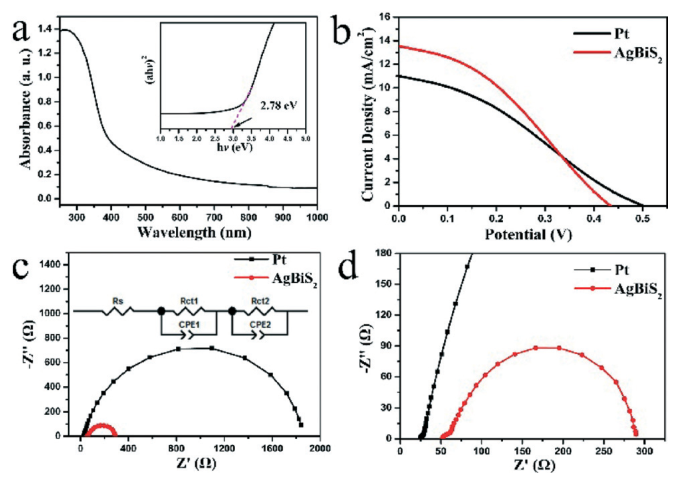 a
Absorbance (a. u.)
1.4
1.2
1.0
0.8
0.6
0.4
0.2
0.0
300 400 500 600 700 800 900 1000
Wavelength (nm)
(ahν)²
2.78 eV
1.0 1.5 2.0 2.5 3.0 3.5 4.0 4.5 5.0
hν (eV)
b
Current Density (mA/cm²)
16
14
12
10
8
6
4
2
0
0.0 0.1 0.2 0.3 0.4 0.5
Potential (V)
Pt
AgBiS₂
c
-Z'' (Ω)
1400
1200
1000
800
600
400
200
0
0 400 800 1200 1600 2000
Z' (Ω)
Pt
AgBiS₂
Rs Rct1 Rct2
CPE1 CPE2
d
-Z'' (Ω)
180
150
120
90
60
30
0
0 50 100 150 200 250 300
Z' (Ω)
Pt
AgBiS₂